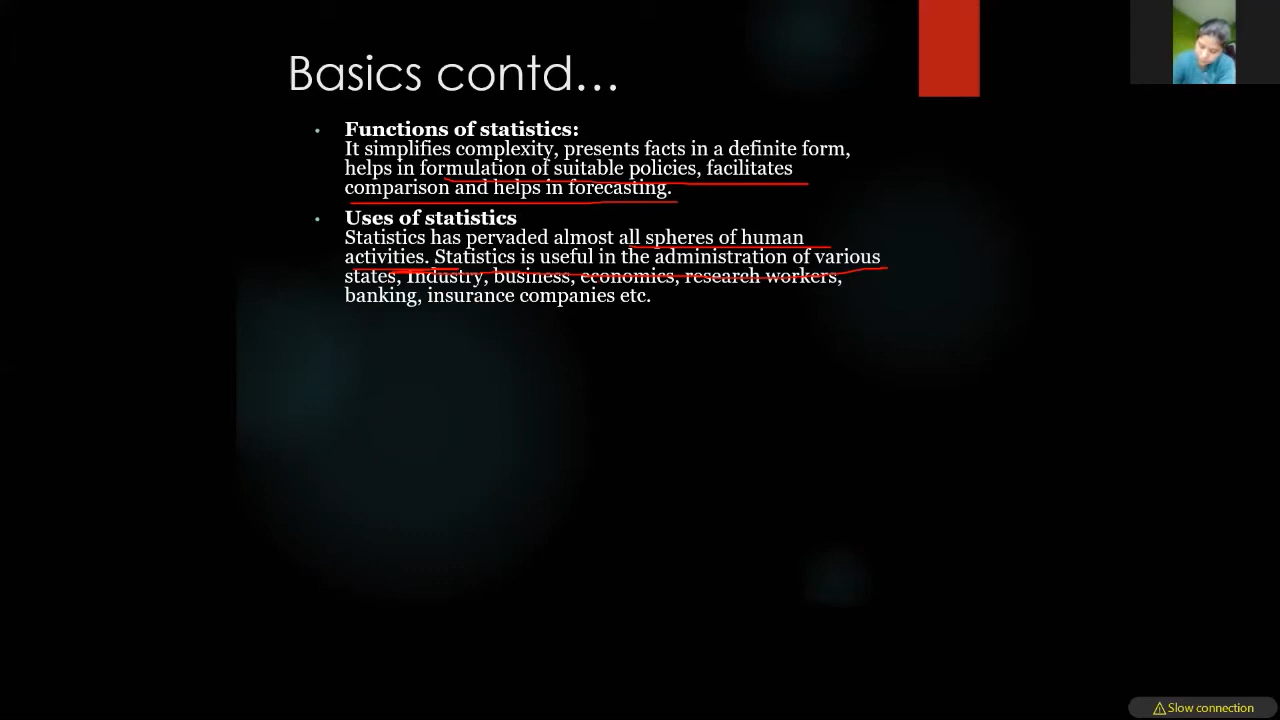 Basics contd...
• Functions of statistics:
It simplifies complexity, presents facts in a definite form,
helps in formulation of suitable policies, facilitates
comparison and helps in forecasting.
• Uses of statistics
Statistics has pervaded almost all spheres of human
activities. Statistics is useful in the administration of various
states, Industry, business, economics, research workers,
banking, insurance companies etc.
Slow connection